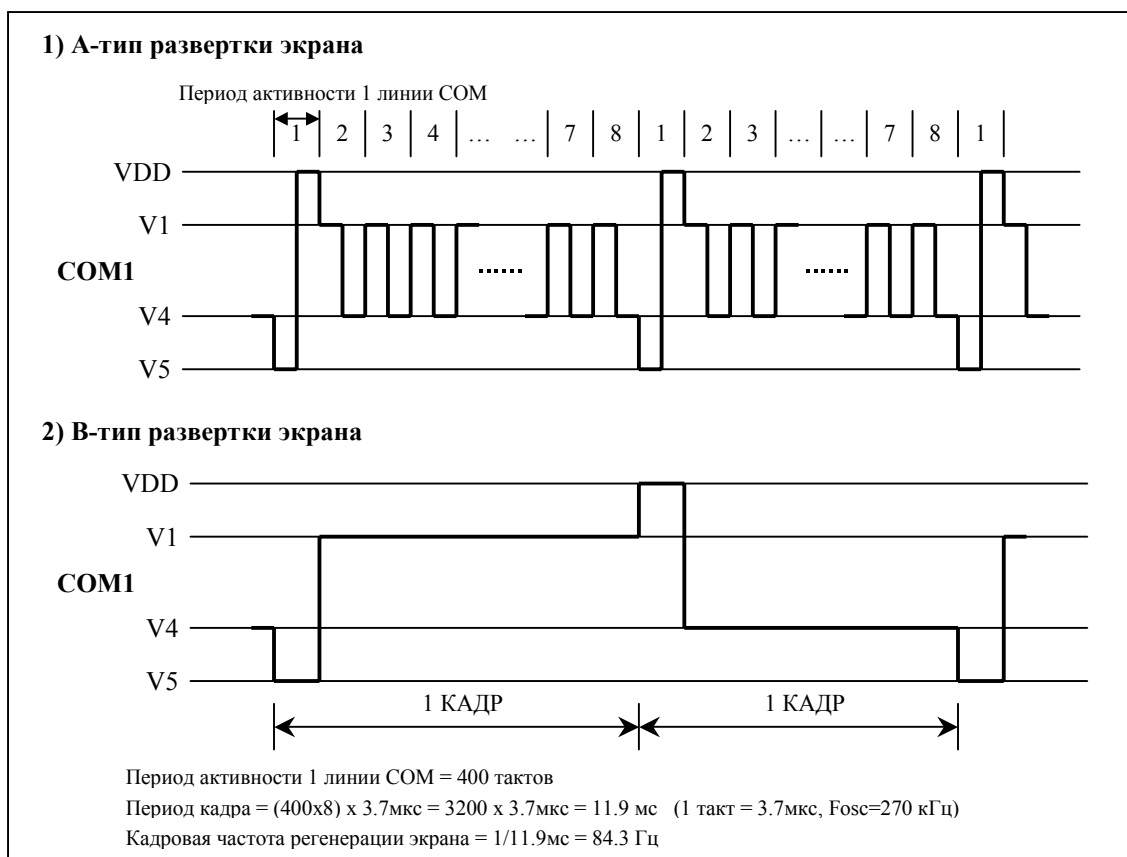 1) А-тип развертки экрана
Период активности 1 линии COM
1 2 3 4 ... ... 7 8 1 2 3 ... ... 7 8 1
VDD
V1
COM1
......
......
V4
V5
2) В-тип развертки экрана
VDD
V1
COM1
V4
V5
1 КАДР
1 КАДР
Период активности 1 линии COM = 400 тактов
Период кадра = (400x8) x 3.7мкс = 3200 x 3.7мкс = 11.9 мс (1 такт = 3.7мкс, Fosc=270 кГц)
Кадровая частота регенерации экрана = 1/11.9мс = 84.3 Гц